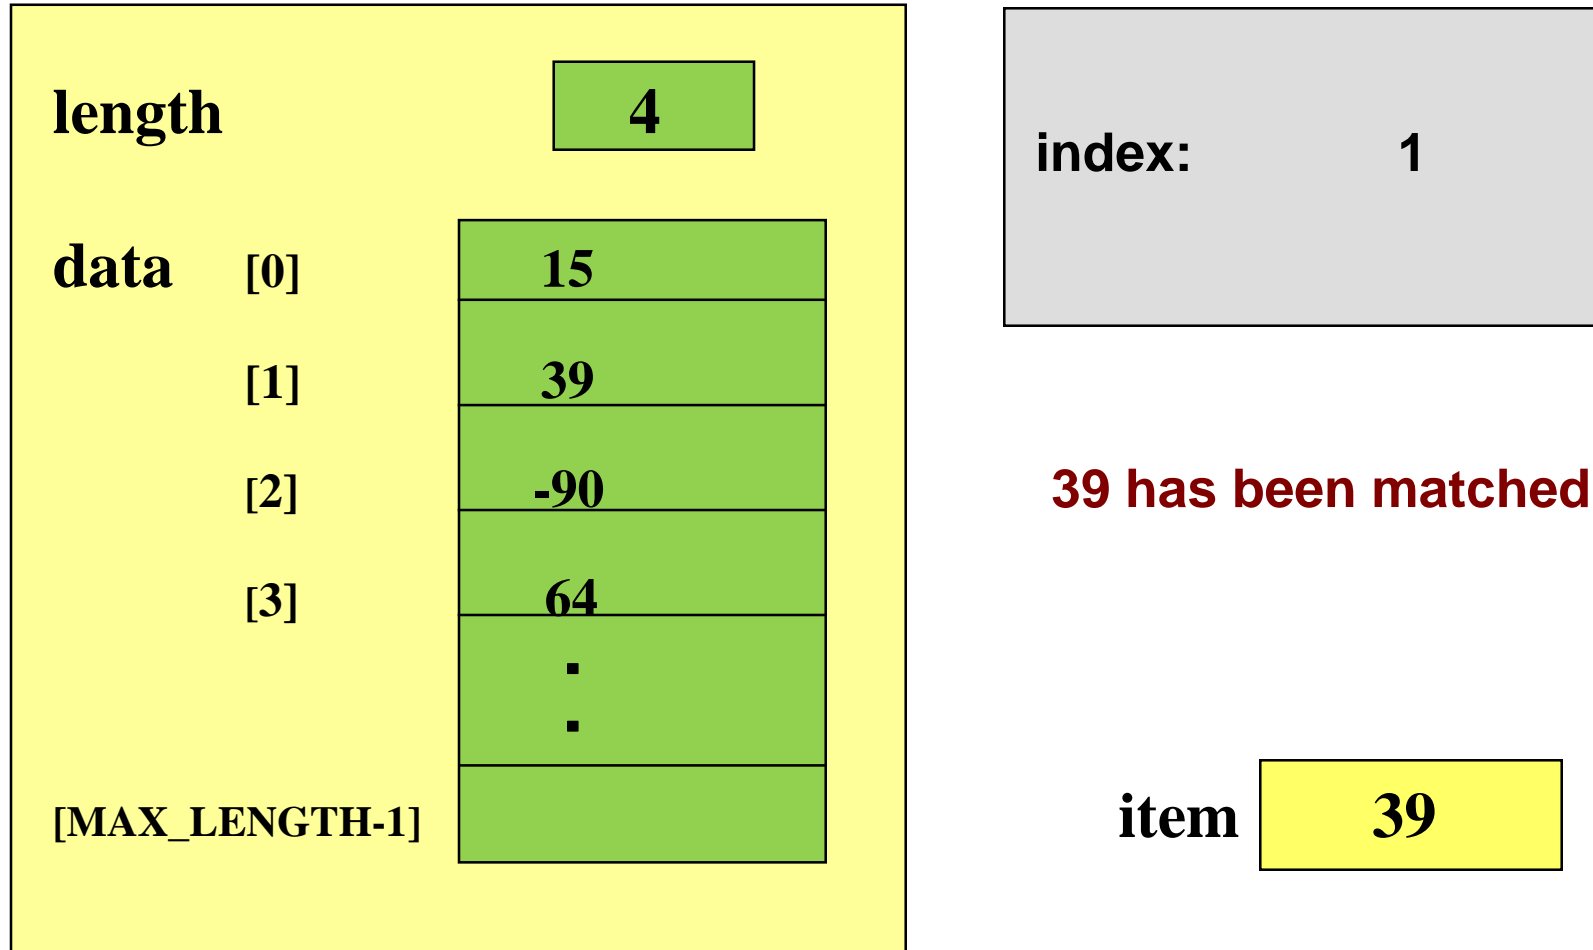 length 4
index: 1
data [0] 15
[1] 39
[2] -90
39 has been matched
[3] 64
.
.
[MAX_LENGTH-1]
item 39